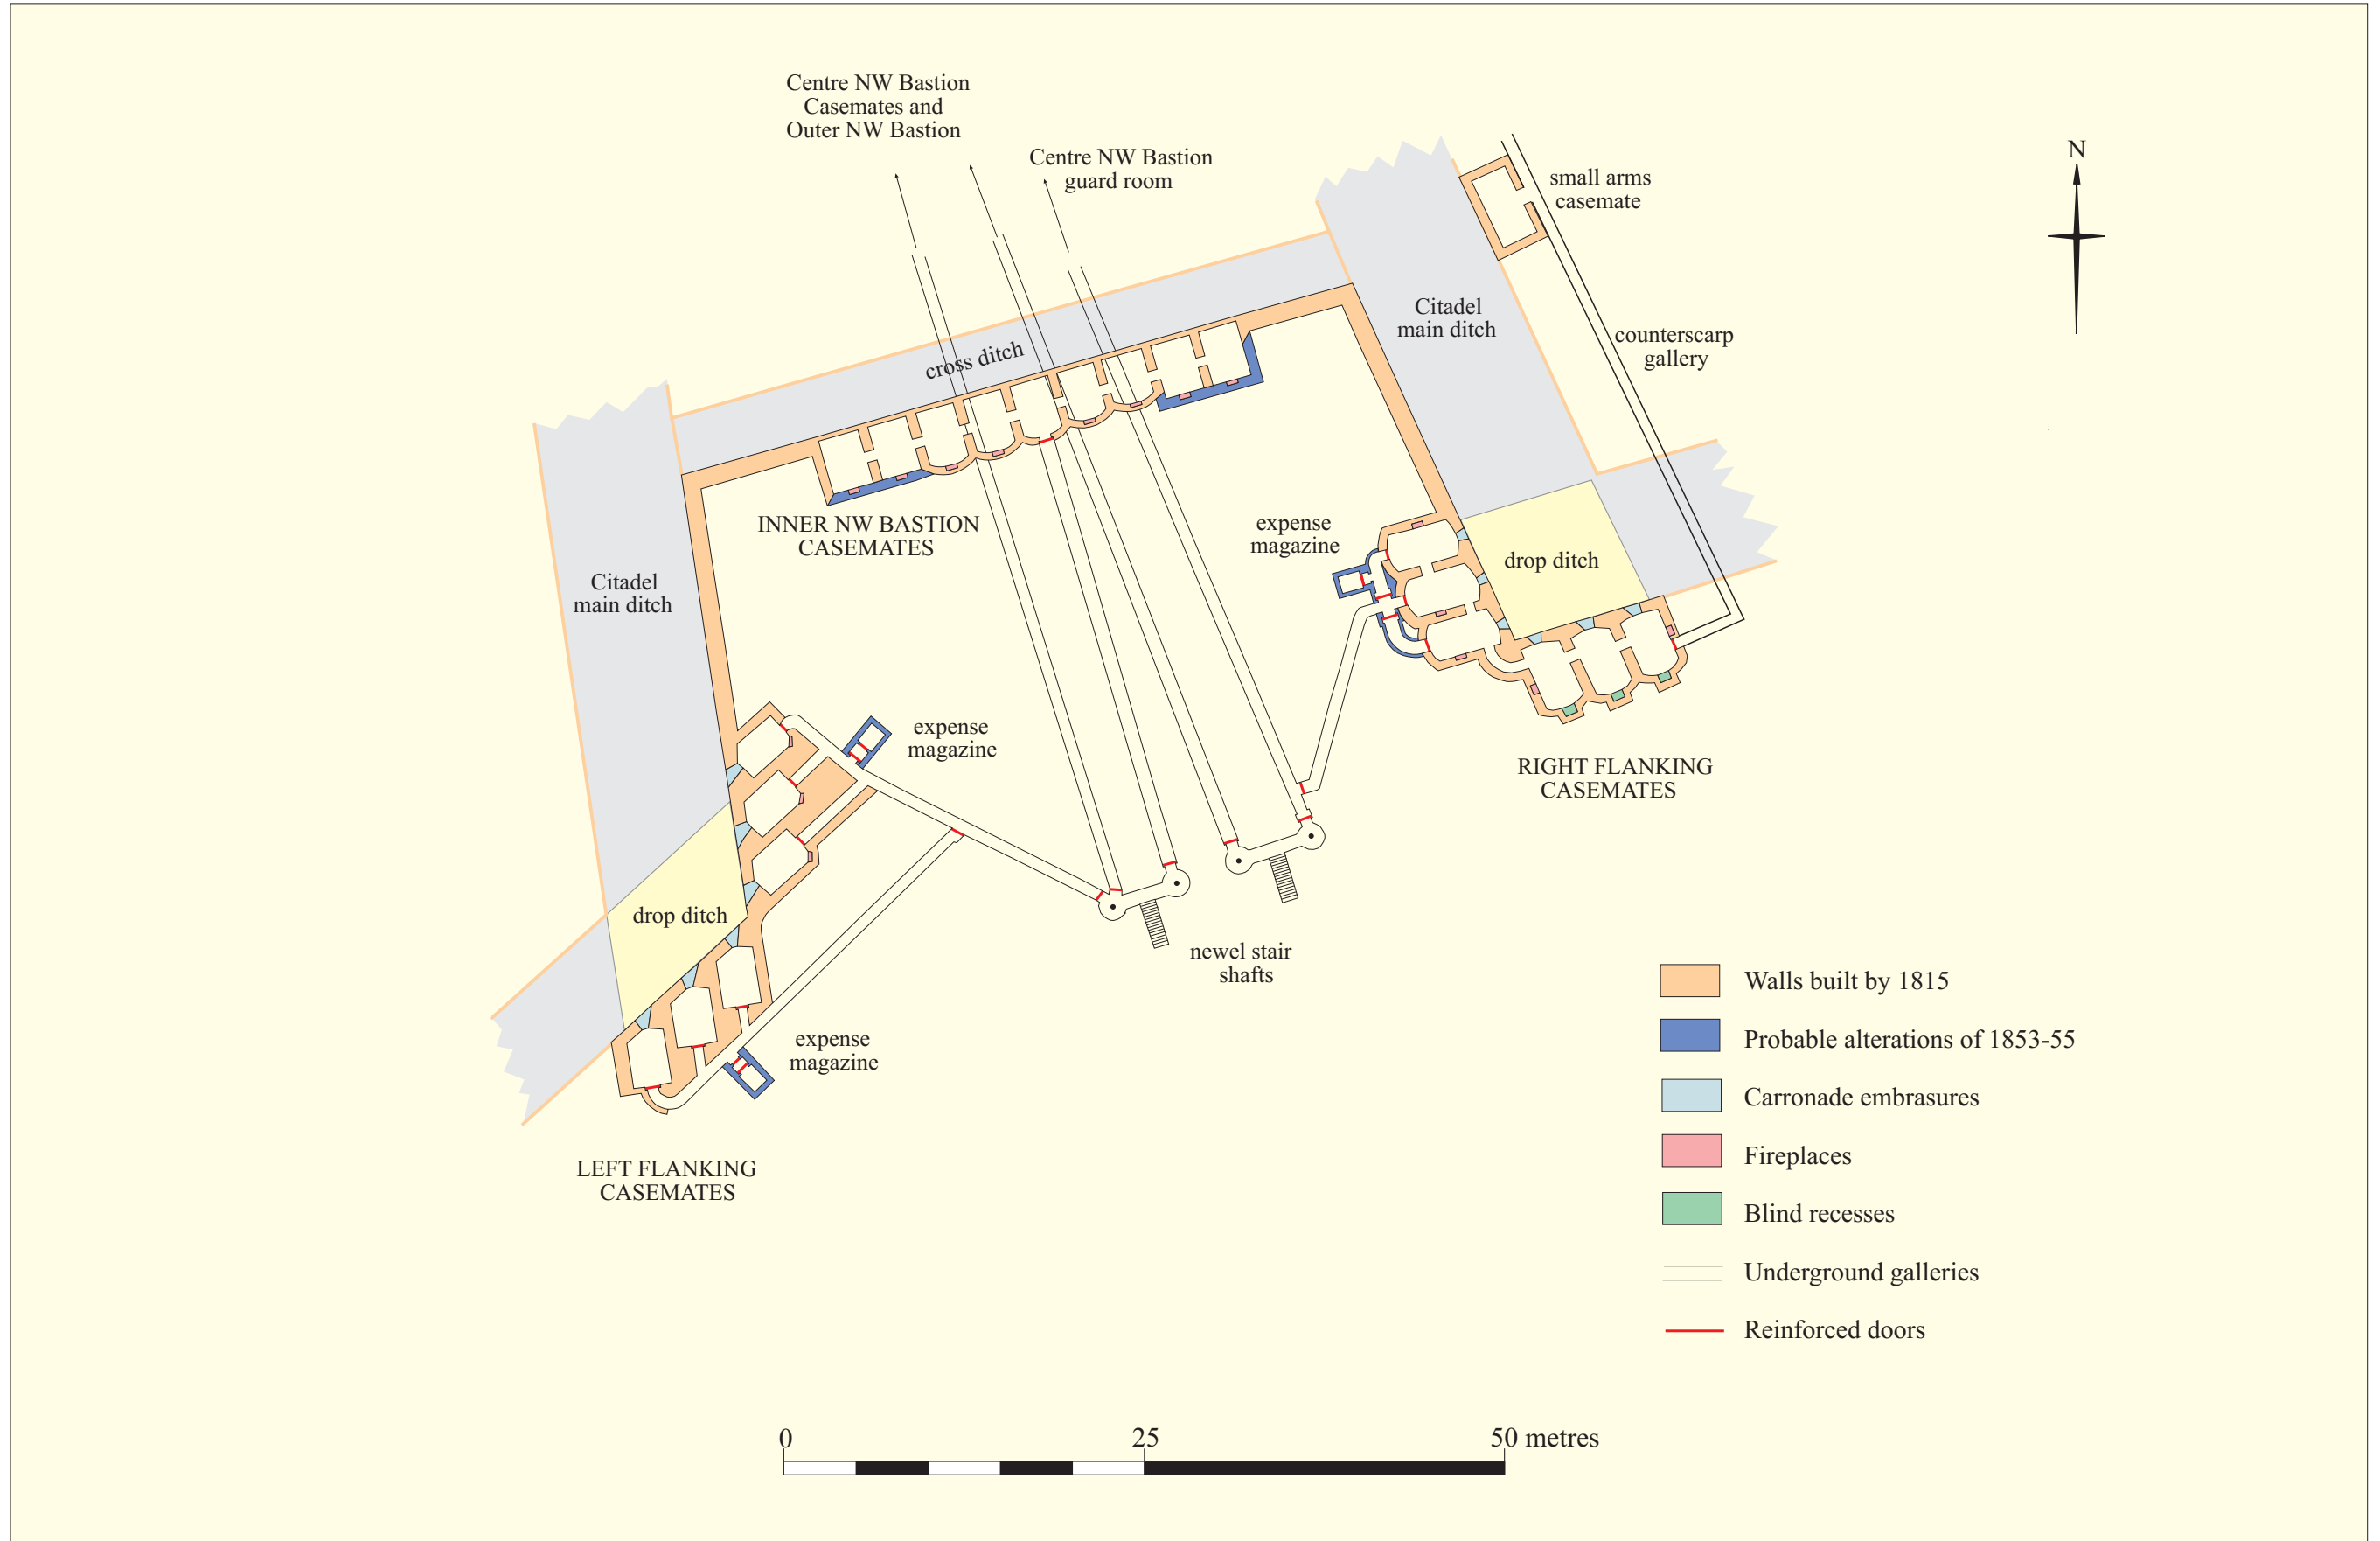 Centre NW Bastion
Casemates and
Outer NW Bastion
Centre NW Bastion
guard room
small arms
casemate
N
Citadel
main ditch
counterscarp
gallery
cross ditch
INNER NW BASTION
CASEMATES
expense
magazine
drop ditch
Citadel
main ditch
expense
magazine
RIGHT FLANKING
CASEMATES
drop ditch
newel stair
shafts
expense
magazine
LEFT FLANKING
CASEMATES
Walls built by 1815
Probable alterations of 1853-55
Carronade embrasures
Fireplaces
Blind recesses
Underground galleries
Reinforced doors
0 25 50 metres